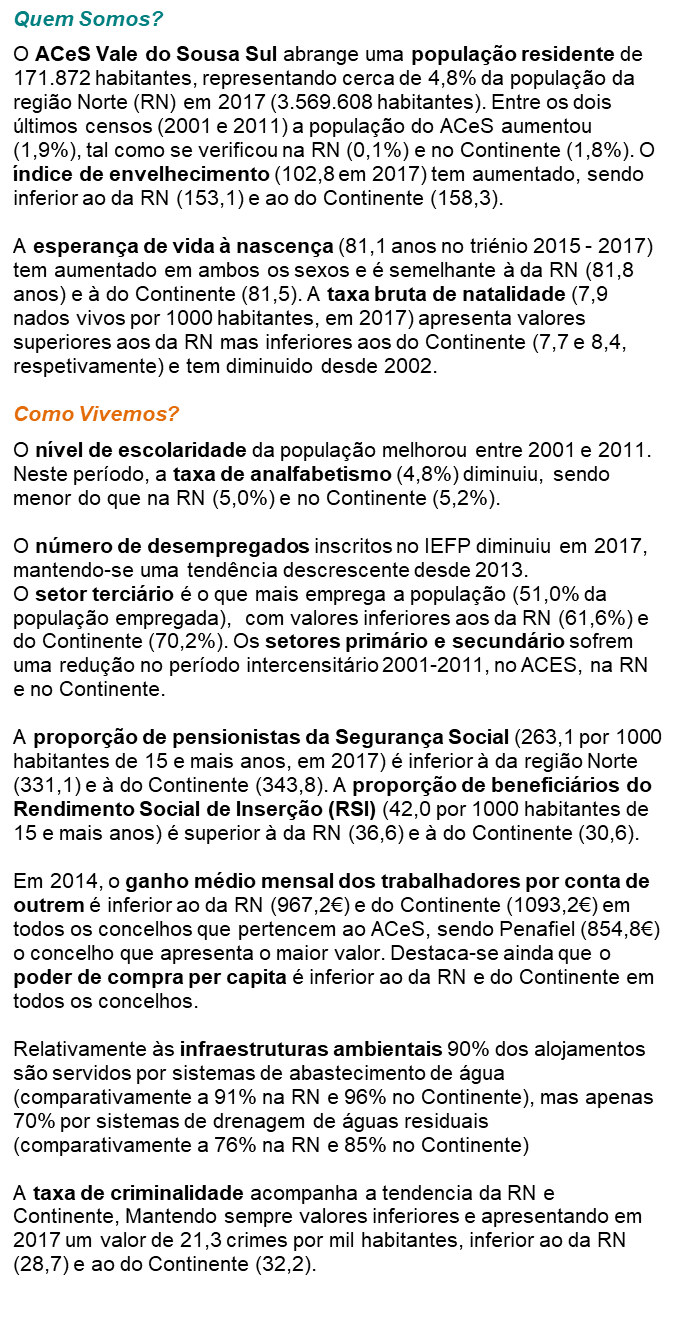 Quem Somos?
O ACeS Vale do Sousa Sul abrange uma população residente de
171.872 habitantes, representando cerca de 4,8% da população da
região Norte (RN) em 2017 (3.569.608 habitantes). Entre os dois
últimos censos (2001 e 2011) a população do ACeS aumentou
(1,9%), tal como se verificou na RN (0,1%) e no Continente (1,8%). O
índice de envelhecimento (102,8 em 2017) tem aumentado, sendo
inferior ao da RN (153,1) e ao do Continente (158,3).
A esperança de vida à nascença (81,1 anos no triénio 2015 - 2017)
tem aumentado em ambos os sexos e é semelhante à da RN (81,8
anos) e à do Continente (81,5). A taxa bruta de natalidade (7,9
nados vivos por 1000 habitantes, em 2017) apresenta valores
superiores aos da RN mas inferiores aos do Continente (7,7 e 8,4,
respetivamente) e tem diminuido desde 2002.
Como Vivemos?
O nível de escolaridade da população melhorou entre 2001 e 2011.
Neste período, a taxa de analfabetismo (4,8%) diminuiu, sendo
menor do que na RN (5,0%) e no Continente (5,2%).
O número de desempregados inscritos no IEFP diminuiu em 2017,
mantendo-se uma tendência descrescente desde 2013.
O setor terciário é o que mais emprega a população (51,0% da
população empregada), com valores inferiores aos da RN (61,6%) e
do Continente (70,2%). Os setores primário e secundário sofrem
uma redução no período intercensitário 2001-2011, no ACES, na RN
e no Continente.
A proporção de pensionistas da Segurança Social (263,1 por 1000
habitantes de 15 e mais anos, em 2017) é inferior à da região Norte
(331,1) e à do Continente (343,8). A proporção de beneficiários do
Rendimento Social de Inserção (RSI) (42,0 por 1000 habitantes de
15 e mais anos) é superior à da RN (36,6) e à do Continente (30,6).
Em 2014, o ganho médio mensal dos trabalhadores por conta de
outrem é inferior ao da RN (967,2€) e do Continente (1093,2€) em
todos os concelhos que pertencem ao ACeS, sendo Penafiel (854,8€)
o concelho que apresenta o maior valor. Destaca-se ainda que o
poder de compra per capita é inferior ao da RN e do Continente em
todos os concelhos.
Relativamente às infraestruturas ambientais 90% dos alojamentos
são servidos por sistemas de abastecimento de água
(comparativamente a 91% na RN e 96% no Continente), mas apenas
70% por sistemas de drenagem de águas residuais
(comparativamente a 76% na RN e 85% no Continente)
A taxa de criminalidade acompanha a tendencia da RN e
Continente, Mantendo sempre valores inferiores e apresentando em
2017 um valor de 21,3 crimes por mil habitantes, inferior ao da RN
(28,7) e ao do Continente (32,2).